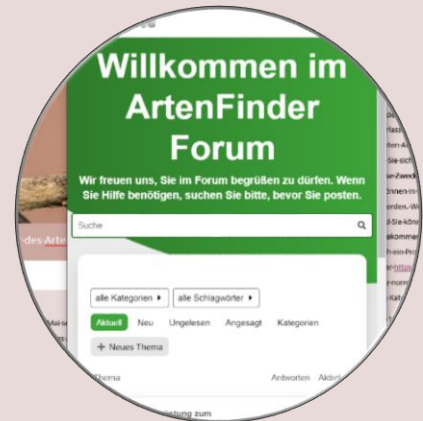 Willkommen im
ArtenFinder
Forum
Wir freuen uns, Sie im Forum begrüßen zu dürfen. Wenn
Sie Hilfe benötigen, suchen Sie bitte, bevor Sie posten.
Suche
alle Kategorien alle Schlagwörter
Aktuell Neu Ungelesen Angesagt Kategorien
+ Neues Thema
Thema Antworten
zum